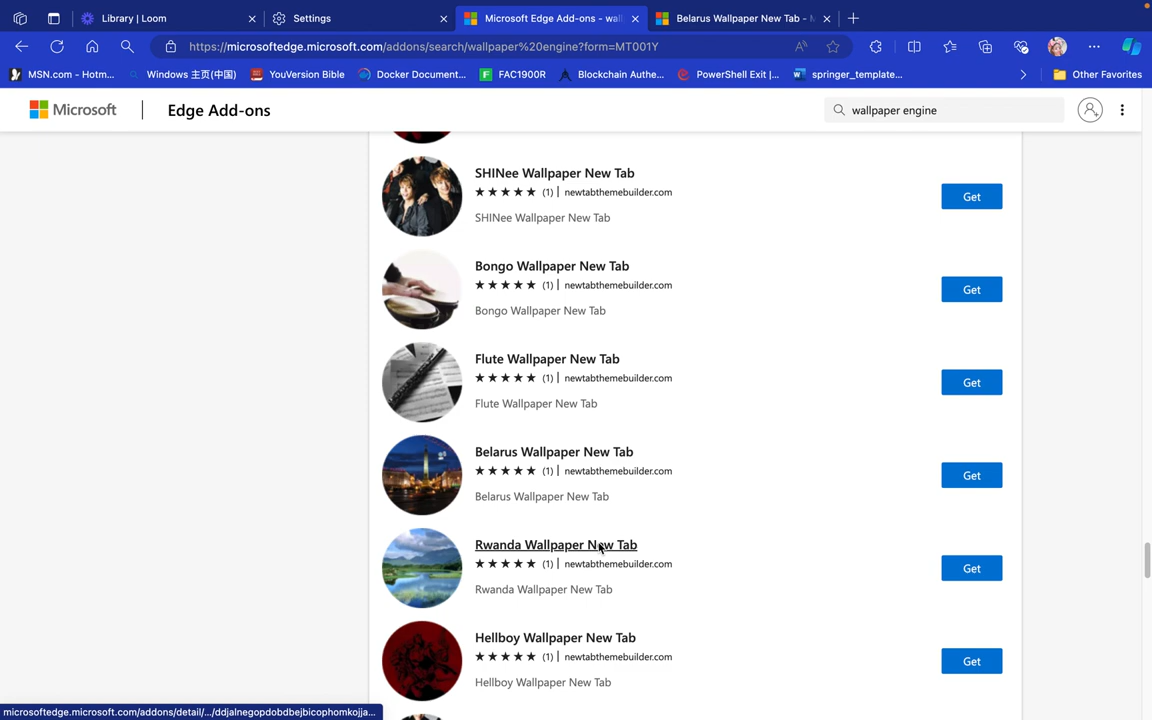 Library | Loom
Settings
Microsoft Edge Add-ons - wal
Belarus Wallpaper New Tab - M
https://microsoftedge.microsoft.com/addons/search/wallpaper%20engine?form=MT001Y
MSN.com - Hotm...
Windows 主页(中国)
YouVersion Bible
Docker Document...
FAC1900R
Blockchain Authe...
PowerShell Exit |...
springer_template...
Other Favorites
Microsoft
Edge Add-ons
wallpaper engine
SHINee Wallpaper New Tab
★★★★★ (1) | newtabthemebuilder.com
SHINee Wallpaper New Tab
Get
Bongo Wallpaper New Tab
★★★★★ (1) | newtabthemebuilder.com
Bongo Wallpaper New Tab
Get
Flute Wallpaper New Tab
★★★★★ (1) | newtabthemebuilder.com
Flute Wallpaper New Tab
Get
Belarus Wallpaper New Tab
★★★★★ (1) | newtabthemebuilder.com
Belarus Wallpaper New Tab
Get
Rwanda Wallpaper New Tab
★★★★★ (1) | newtabthemebuilder.com
Rwanda Wallpaper New Tab
Get
Hellboy Wallpaper New Tab
★★★★★ (1) | newtabthemebuilder.com
Hellboy Wallpaper New Tab
Get
microsoftedge.microsoft.com/addons/detail/.../ddjalnegopdobdbejbicophomkojja...